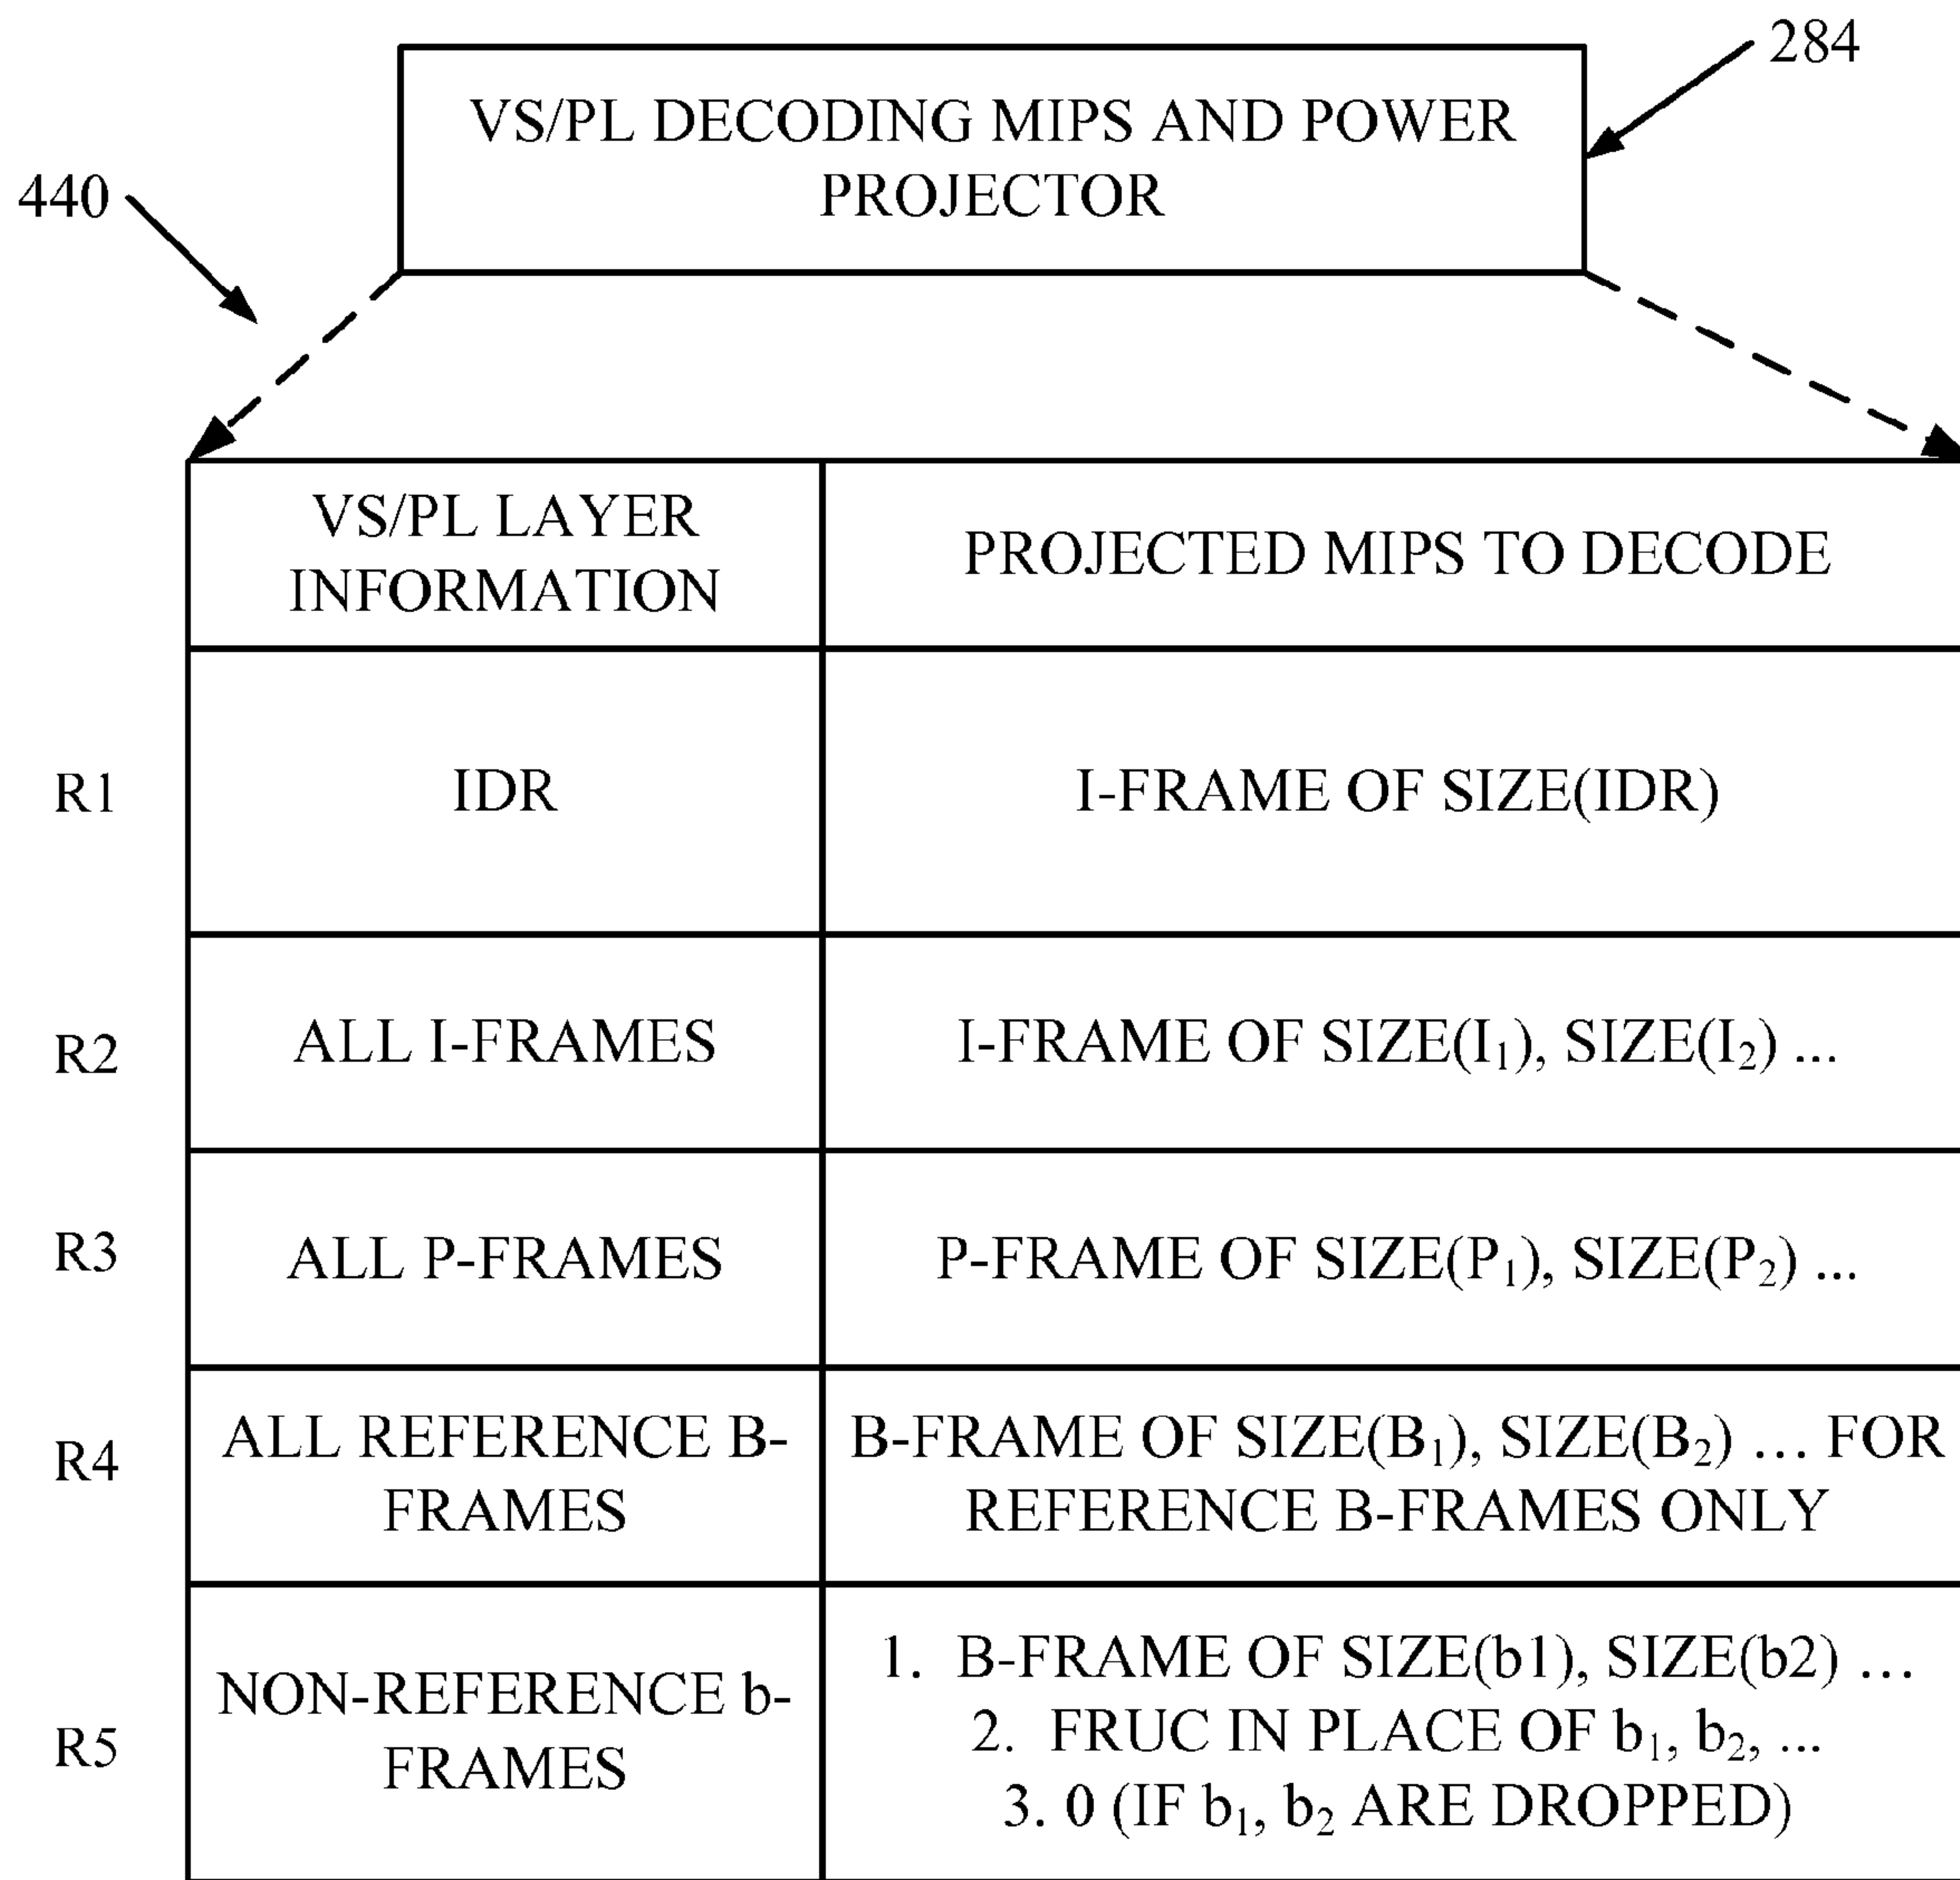 284
VS/PL DECODING MIPS AND POWER
PROJECTOR
440
VS/PL LAYER
INFORMATION
PROJECTED MIPS TO DECODE
R1
IDR
I-FRAME OF SIZE(IDR)
R2
ALL I-FRAMES
I-FRAME OF SIZE(I₁), SIZE(I₂) ...
R3
ALL P-FRAMES
P-FRAME OF SIZE(P₁), SIZE(P₂) ...
R4
ALL REFERENCE B-
FRAMES
B-FRAME OF SIZE(B₁), SIZE(B₂) ... FOR
REFERENCE B-FRAMES ONLY
R5
NON-REFERENCE b-
FRAMES
1. B-FRAME OF SIZE(b1), SIZE(b2) ...
2. FRUC IN PLACE OF b₁, b₂, ...
3. 0 (IF b₁, b₂ ARE DROPPED)